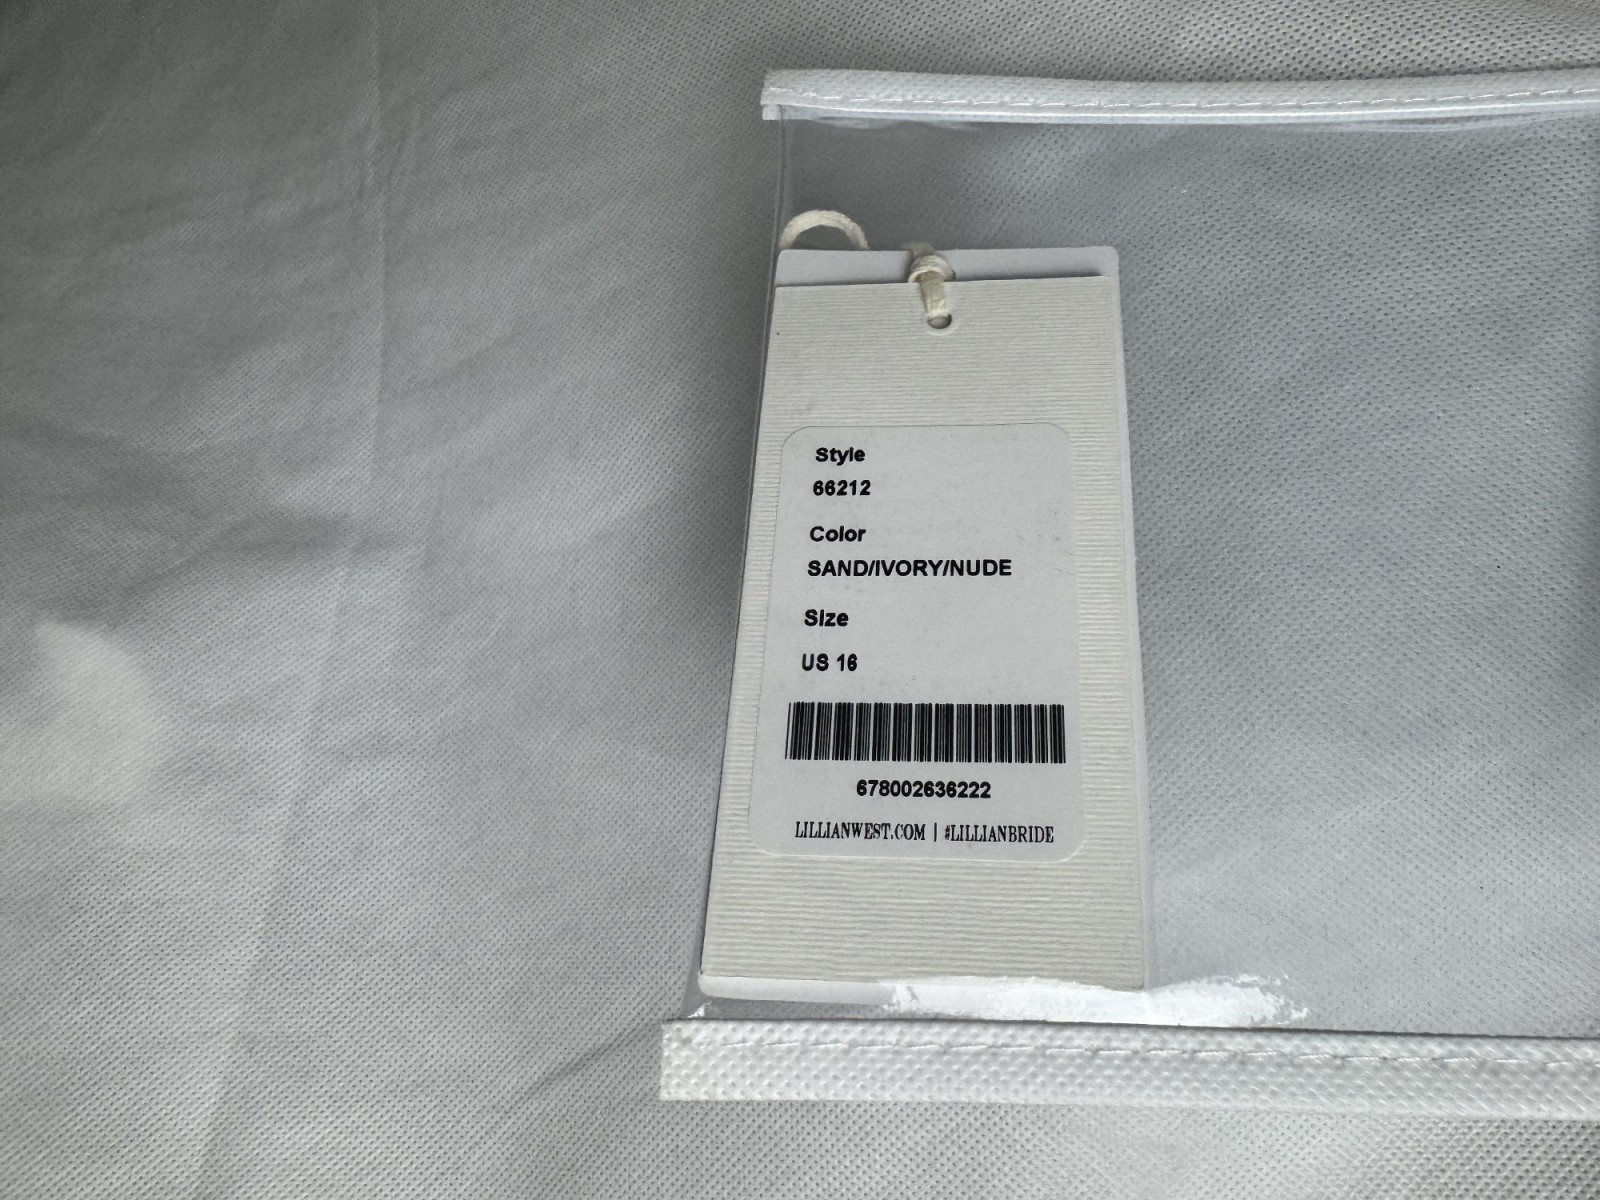 Style
66212
Color
SAND/IVORY/NUDE
Size
US 16
678002636222
LILLIANWEST.COM | #LILLIANBRIDE